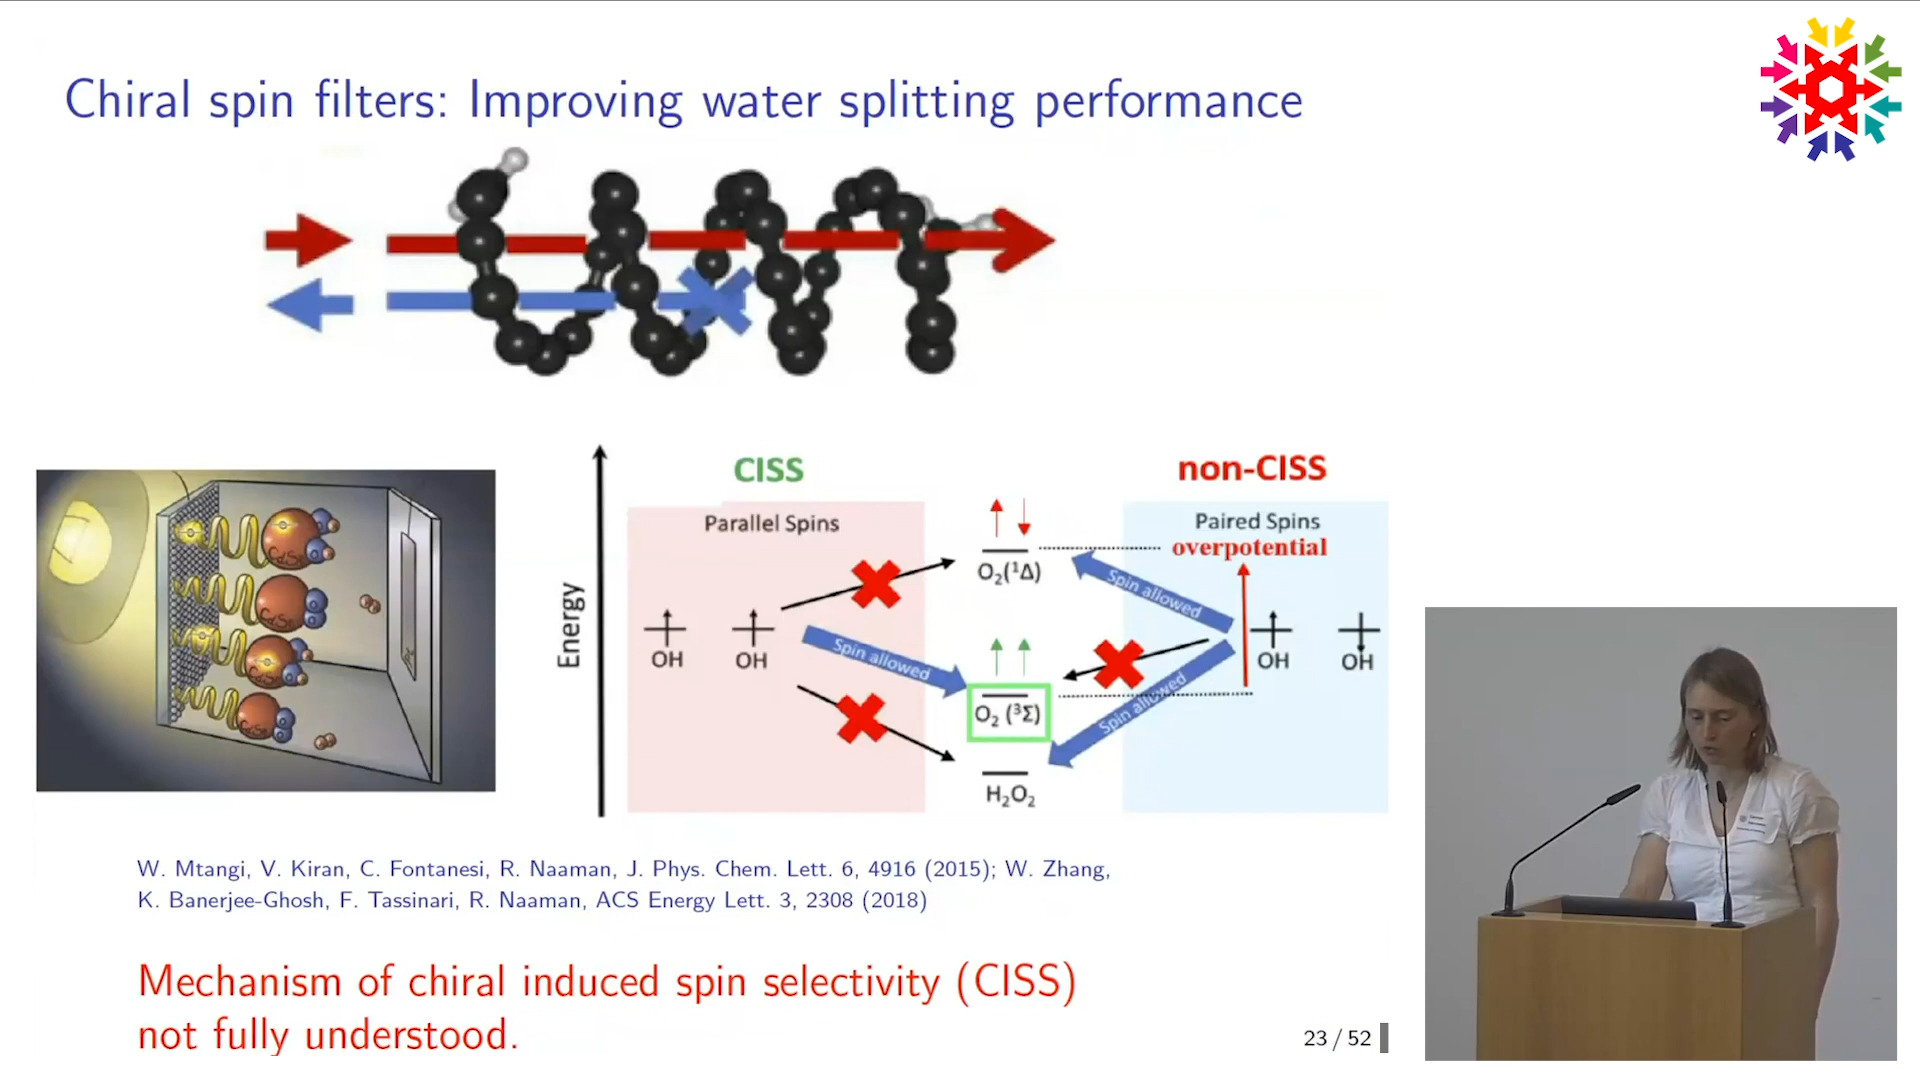 Chiral spin filters: Improving water splitting performance
CISS
non-CISS
Parallel Spins
Paired Spins
overpotential
O₂(¹Δ)
Spin allowed
Energy
OH
OH
Spin allowed
OH
OH
O₂ (³Σ)
Spin allowed
H₂O₂
CdSe
CdSe
CdSe
W. Mtangi, V. Kiran, C. Fontanesi, R. Naaman, J. Phys. Chem. Lett. 6, 4916 (2015); W. Zhang,
K. Banerjee-Ghosh, F. Tassinari, R. Naaman, ACS Energy Lett. 3, 2308 (2018)
Mechanism of chiral induced spin selectivity (CISS)
not fully understood.
23 / 52